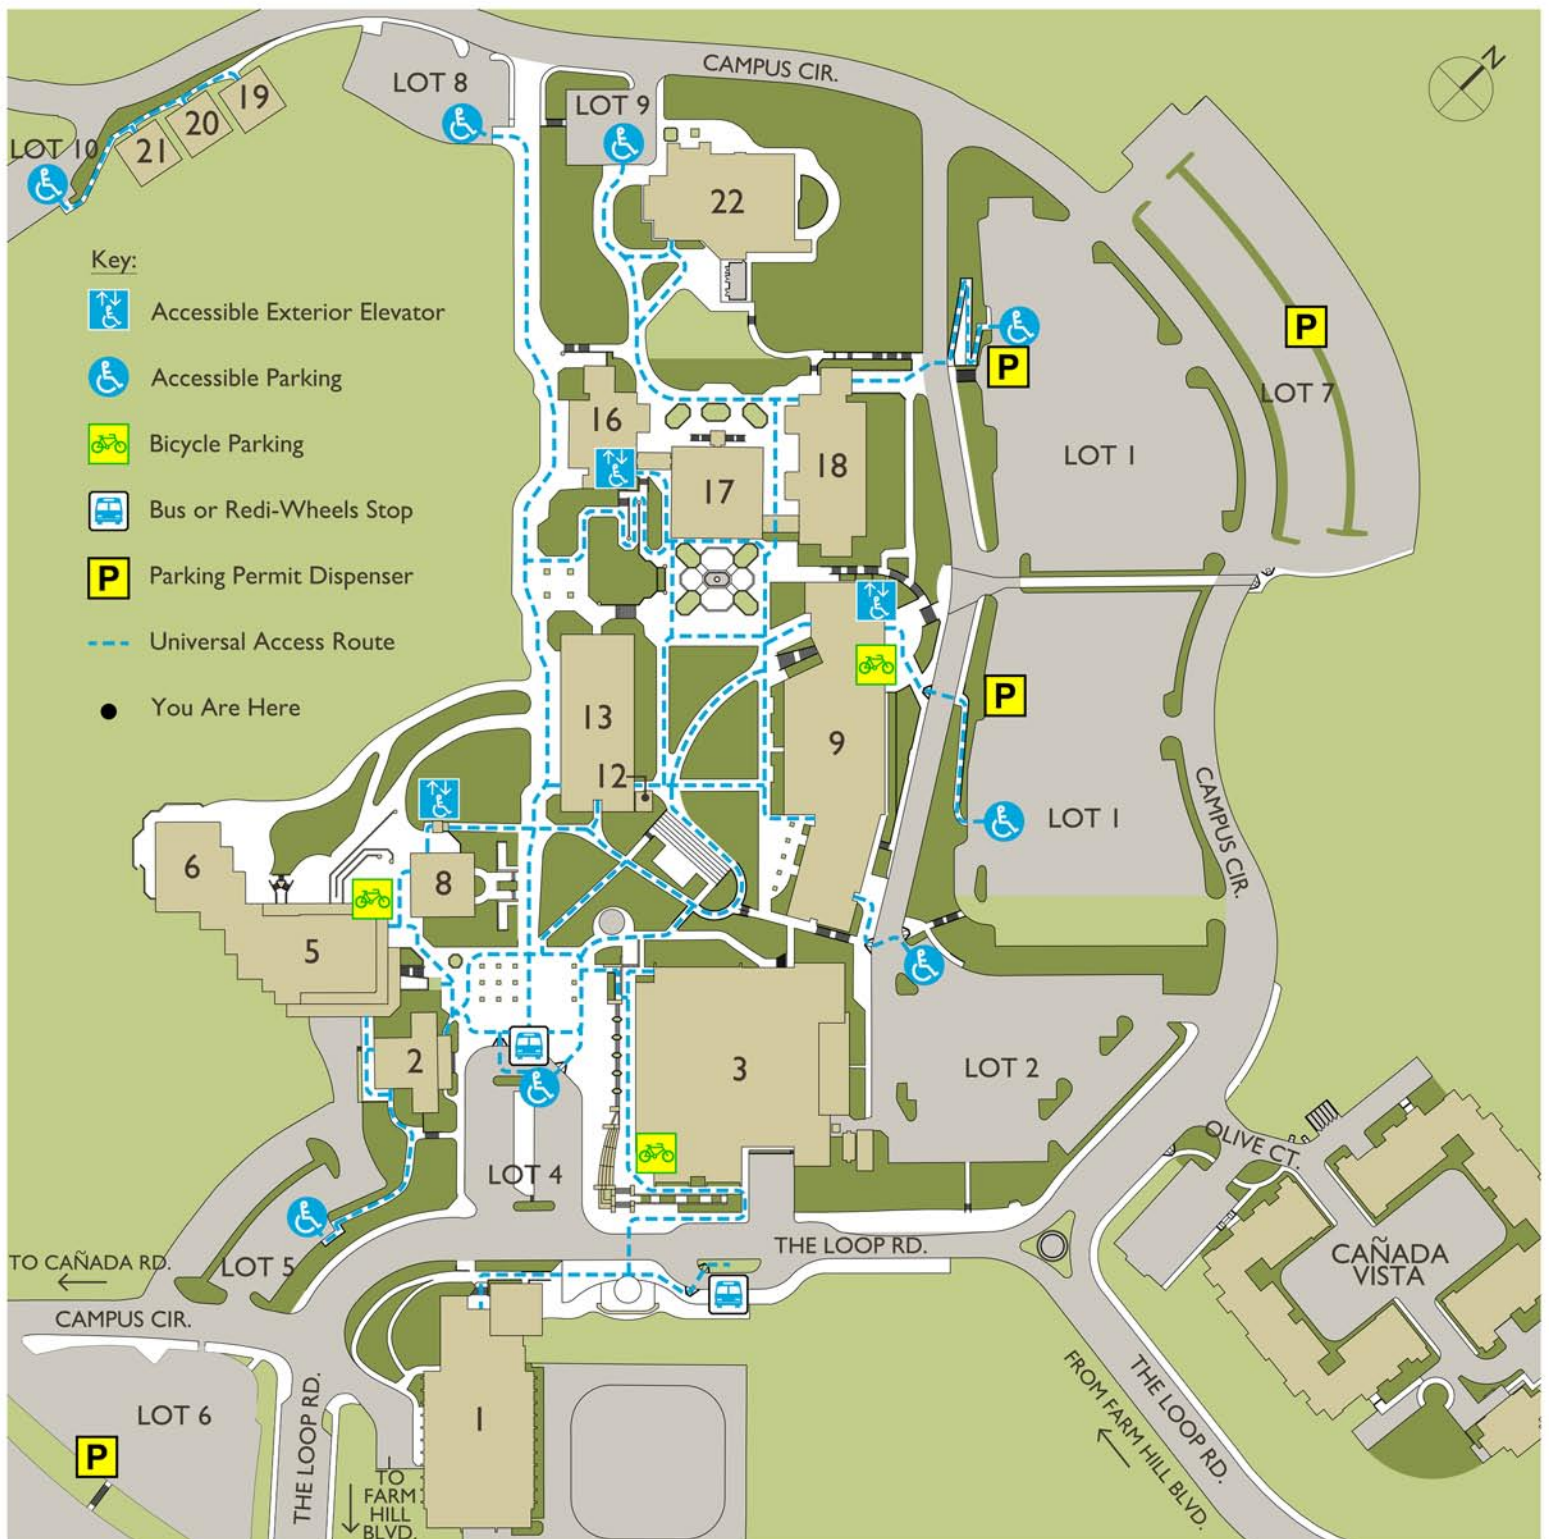 CAMPUS CIR.
N
LOT 8
LOT 9
19
20
21
LOT 10
22
Key:
Accessible Exterior Elevator
Accessible Parking
Bicycle Parking
Bus or Redi-Wheels Stop
P
Parking Permit Dispenser
Universal Access Route
You Are Here
P
P
LOT 7
LOT 1
16
17
18
13
12
9
P
LOT 1
CAMPUS CIR.
6
8
5
2
3
LOT 2
LOT 4
OLIVE CT.
LOT 5
TO CAÑADA RD.
CAMPUS CIR.
THE LOOP RD.
CAÑADA
VISTA
LOT 6
P
THE LOOP RD.
TO
FARM
HILL
BLVD.
1
FROM FARM HILL BLVD.
THE LOOP RD.